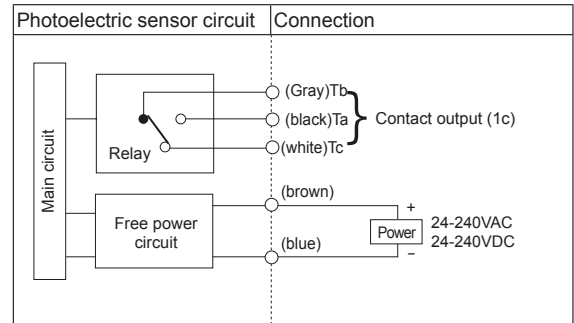 Photoelectric sensor circuit
Connection
Main circuit
Relay
(Gray)Tb
(black)Ta
(white)Tc
Contact output (1c)
Free power
circuit
(brown)
(blue)
+
Power
−
24-240VAC
24-240VDC